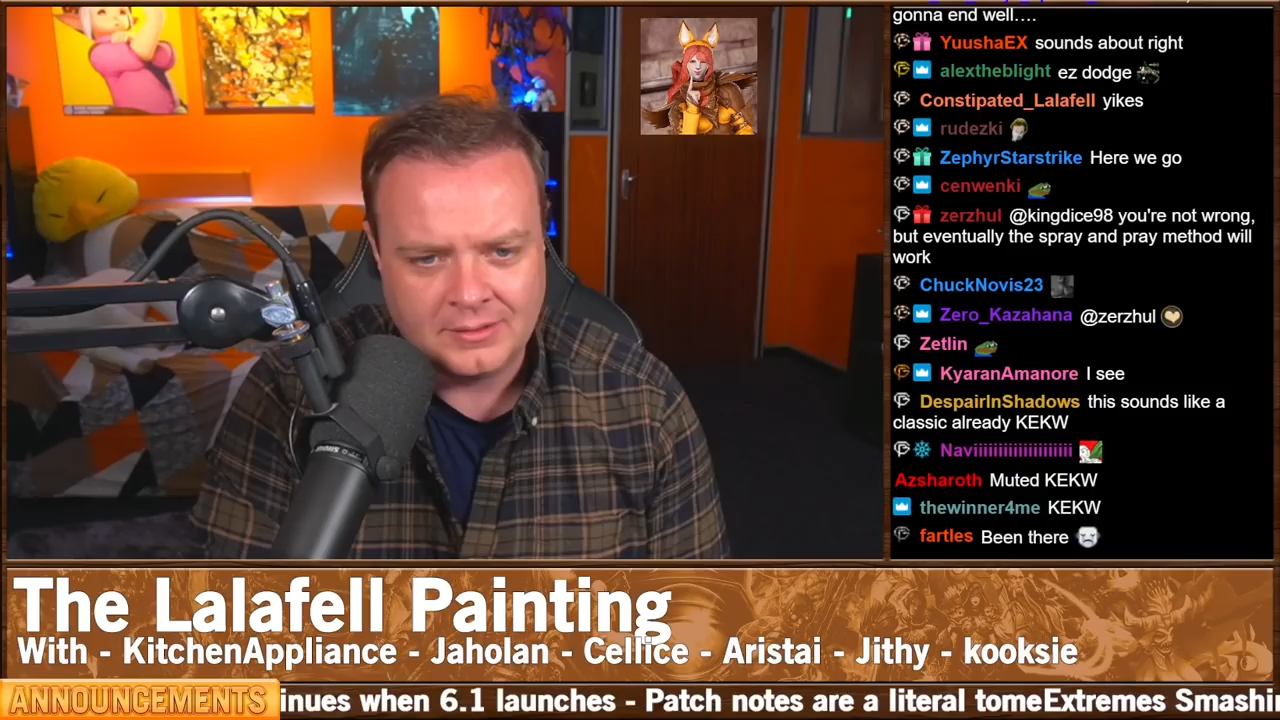 gonna end well....
YuushaEX sounds about right
alextheblight ez dodge
Constipated_Lalafell yikes
rudezki
ZephyrStarstrike Here we go
cenwenki
zerzhul @kingdice98 you're not wrong,
but eventually the spray and pray method will
work
ChuckNovis23
Zero_Kazahana @zerzhul
Zetlin
KyaranAmanore I see
DespairInShadows this sounds like a
classic already KEKW
Naviiiiiiiiiiiiiiiiiii
Azsharoth Muted KEKW
thewinner4me KEKW
fartles Been there
The Lalafell Painting
With - KitchenAppliance - Jaholan - Cellice - Aristai - Jithy - kooksie
ANNOUNCEMENTS inues when 6.1 launches - Patch notes are a literal tomeExtremes Smashi